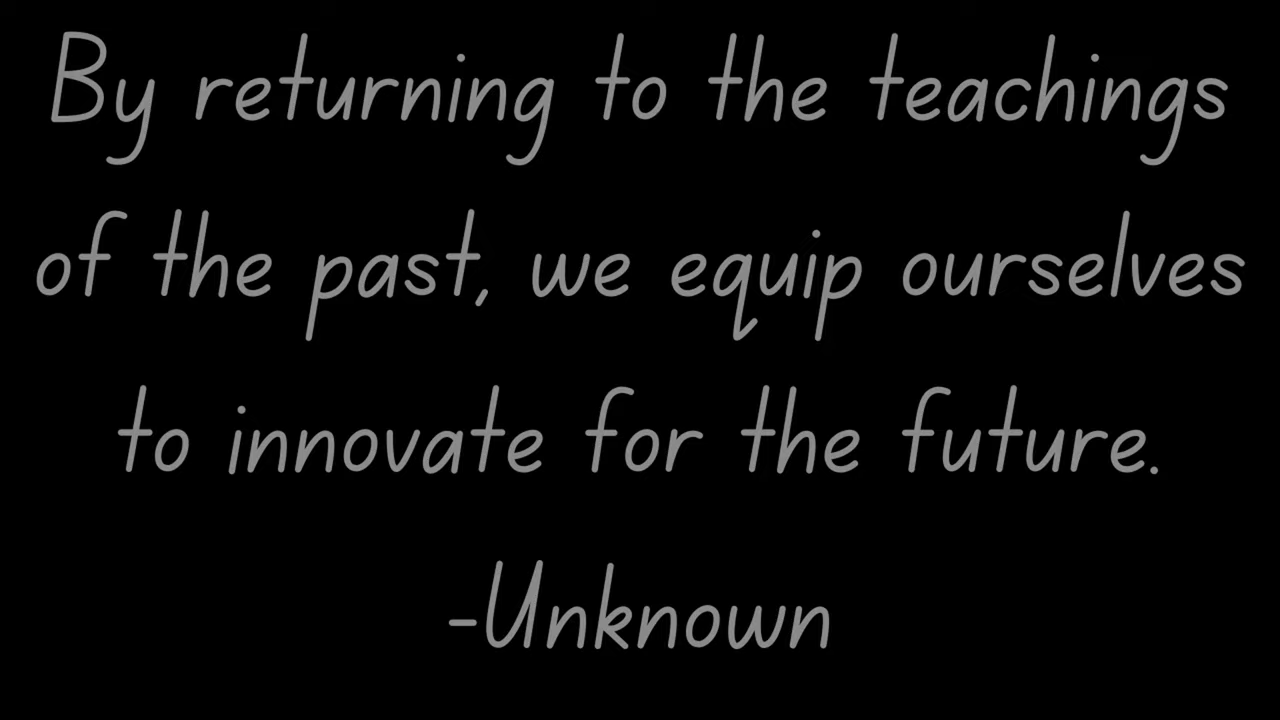 By returning to the teachings
of the past, we equip ourselves
to innovate for the future.
-Unknown